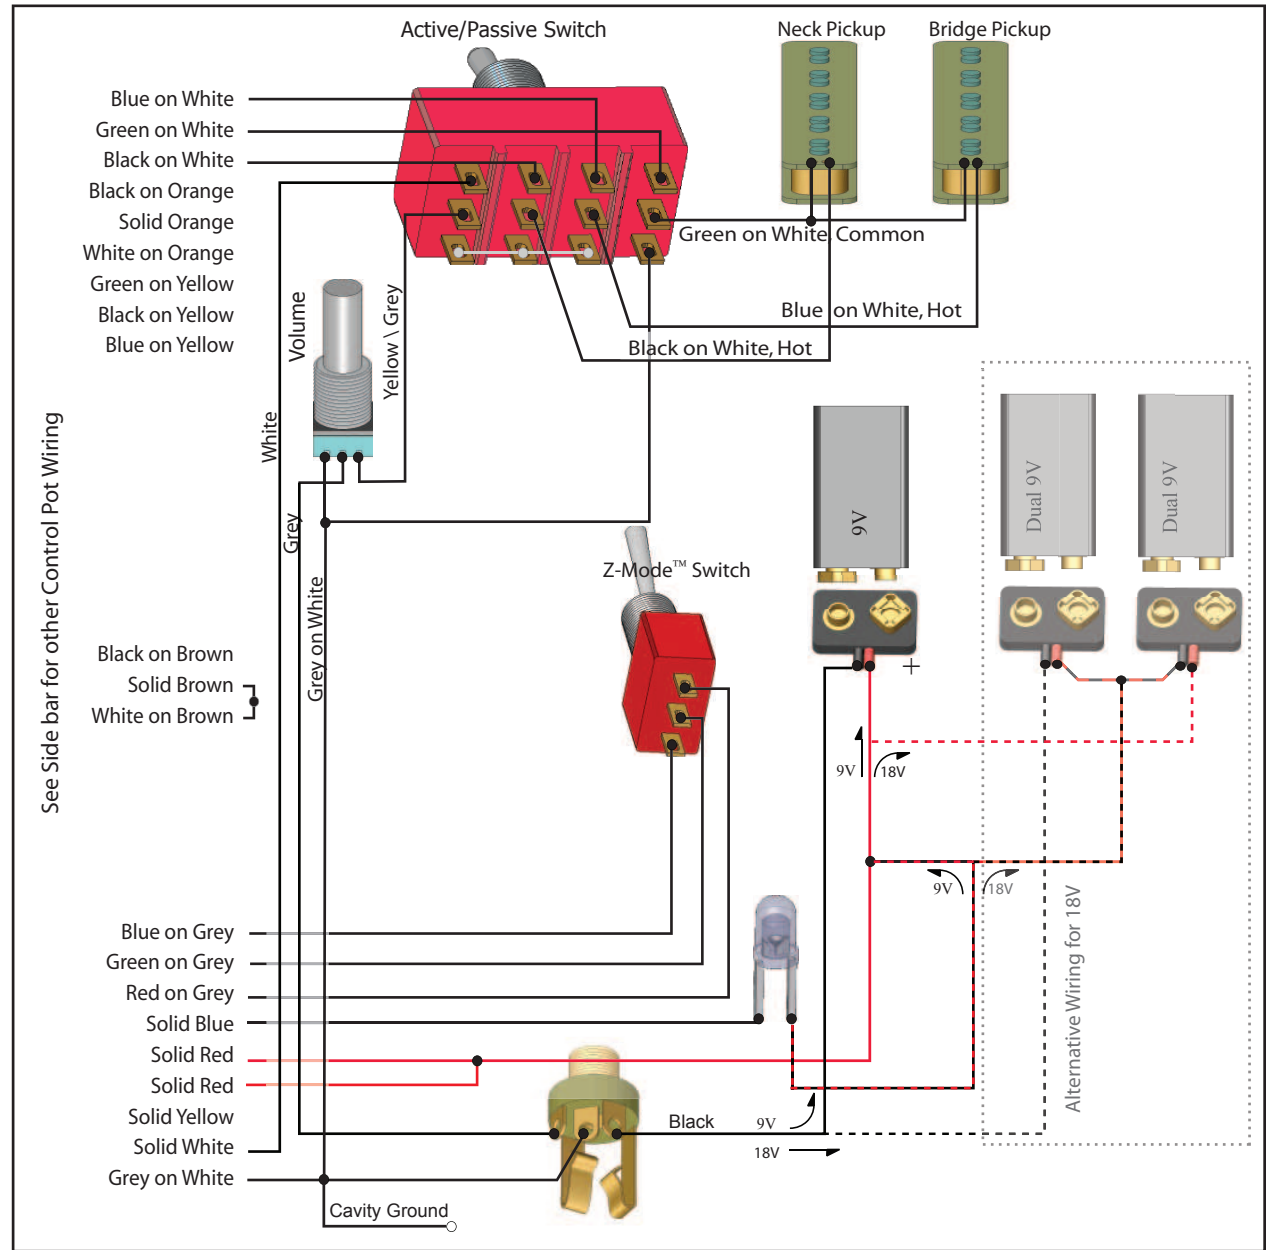 Active/Passive Switch
Neck Pickup
Bridge Pickup
Blue on White
Green on White
Black on White
Black on Orange
Solid Orange
White on Orange
Green on Yellow
Black on Yellow
Blue on Yellow
Green on White, Common
Blue on White, Hot
Black on White, Hot
Volume
Yellow \ Grey
White
Grey
Grey on White
See Side bar for other Control Pot Wiring
Z-Mode™ Switch
9V
Dual 9V
Dual 9V
+
Black on Brown
Solid Brown
White on Brown
9V
18V
9V
18V
Alternative Wiring for 18V
Blue on Grey
Green on Grey
Red on Grey
Solid Blue
Solid Red
Solid Red
Solid Yellow
Solid White
Grey on White
Black
9V
18V
Cavity Ground